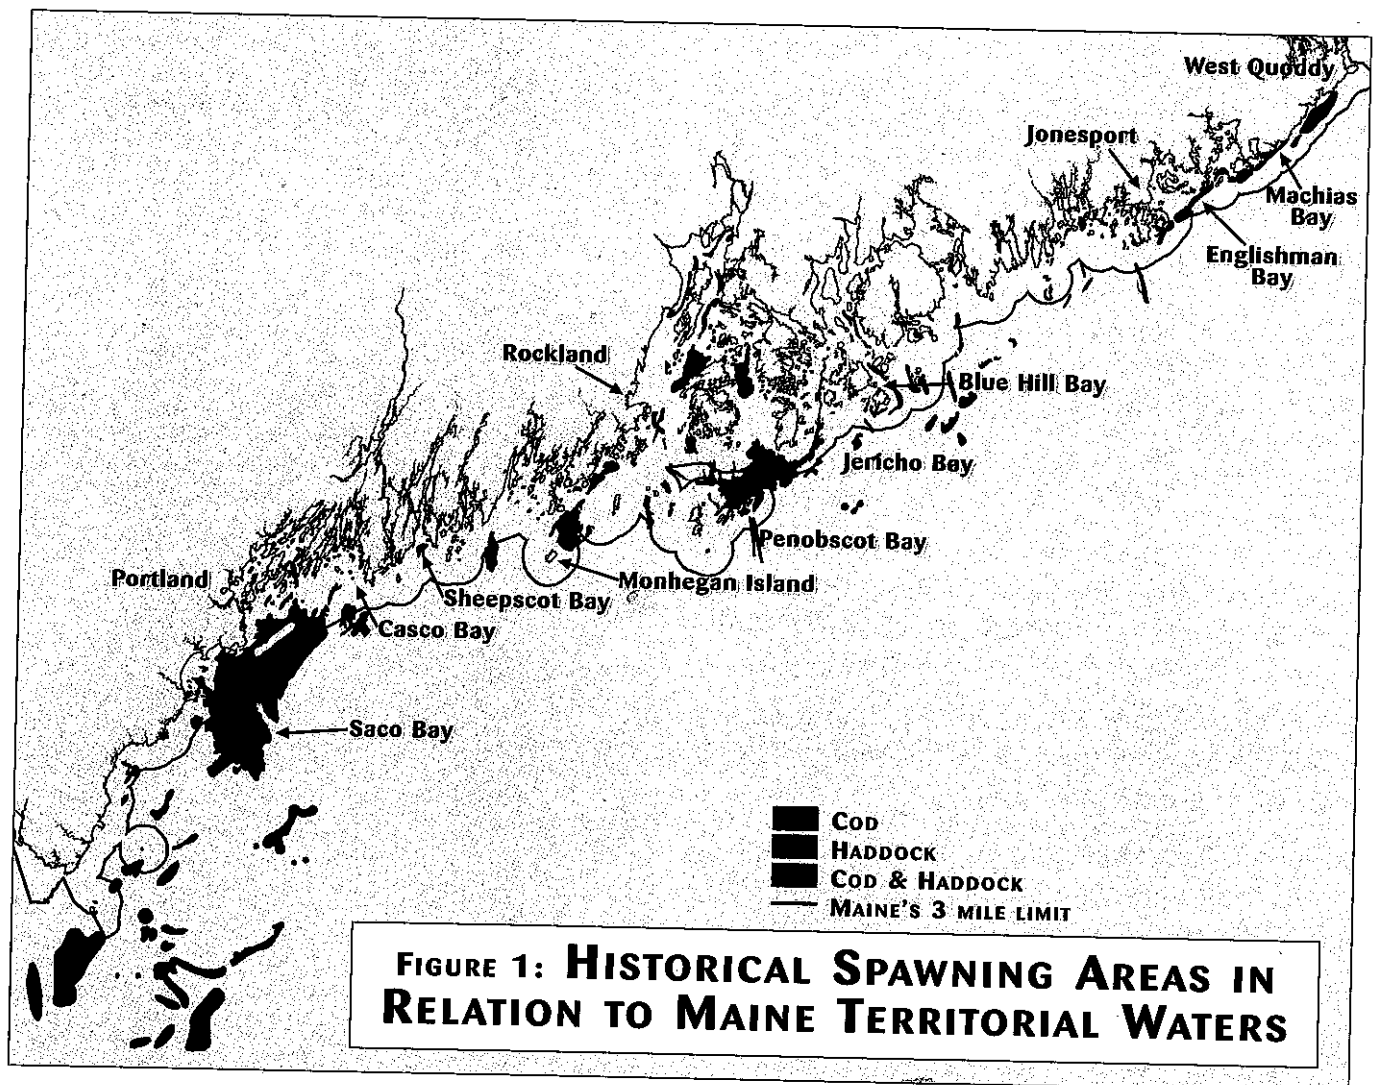 West Quoddy
Jonesport
Machias
Bay
Englishman
Bay
Rockland
Blue Hill Bay
Jericho Bay
Penobscot Bay
Portland
Monhegan Island
Sheepscot Bay
Casco Bay
Saco Bay
COD
HADDOCK
COD & HADDOCK
MAINE'S 3 MILE LIMIT
FIGURE 1: HISTORICAL SPAWNING AREAS IN
RELATION TO MAINE TERRITORIAL WATERS